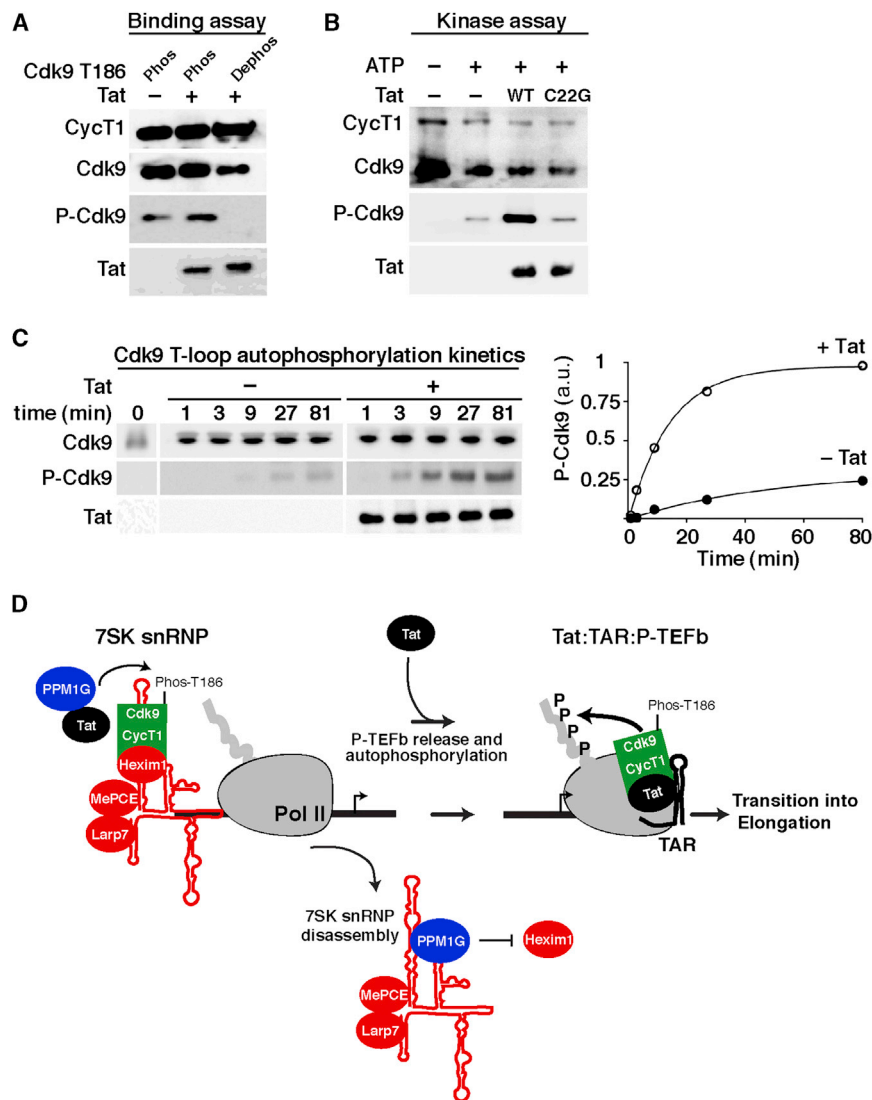 A
Binding assay
Cdk9 T186 Phos Phos Dephos
Tat – + +
CycT1
Cdk9
P-Cdk9
Tat
B
Kinase assay
ATP – + + +
Tat – – WT C22G
CycT1
Cdk9
P-Cdk9
Tat
C
Cdk9 T-loop autophosphorylation kinetics
Tat – +
time (min) 0 1 3 9 27 81 1 3 9 27 81
Cdk9
P-Cdk9
Tat
P-Cdk9 (a.u.)
1
0.75
0.5
0.25
+ Tat
– Tat
0 20 40 60 80
Time (min)
D
7SK snRNP
PPM1G
Tat
Phos-T186
Cdk9
CycT1
Hexim1
MePCE
Larp7
Pol II
Tat
P-TEFb release and
autophosphorylation
Tat:TAR:P-TEFb
P
P
P
P
Phos-T186
Cdk9
CycT1
Tat
TAR
Transition into
Elongation
7SK snRNP
disassembly
PPM1G
Hexim1
MePCE
Larp7